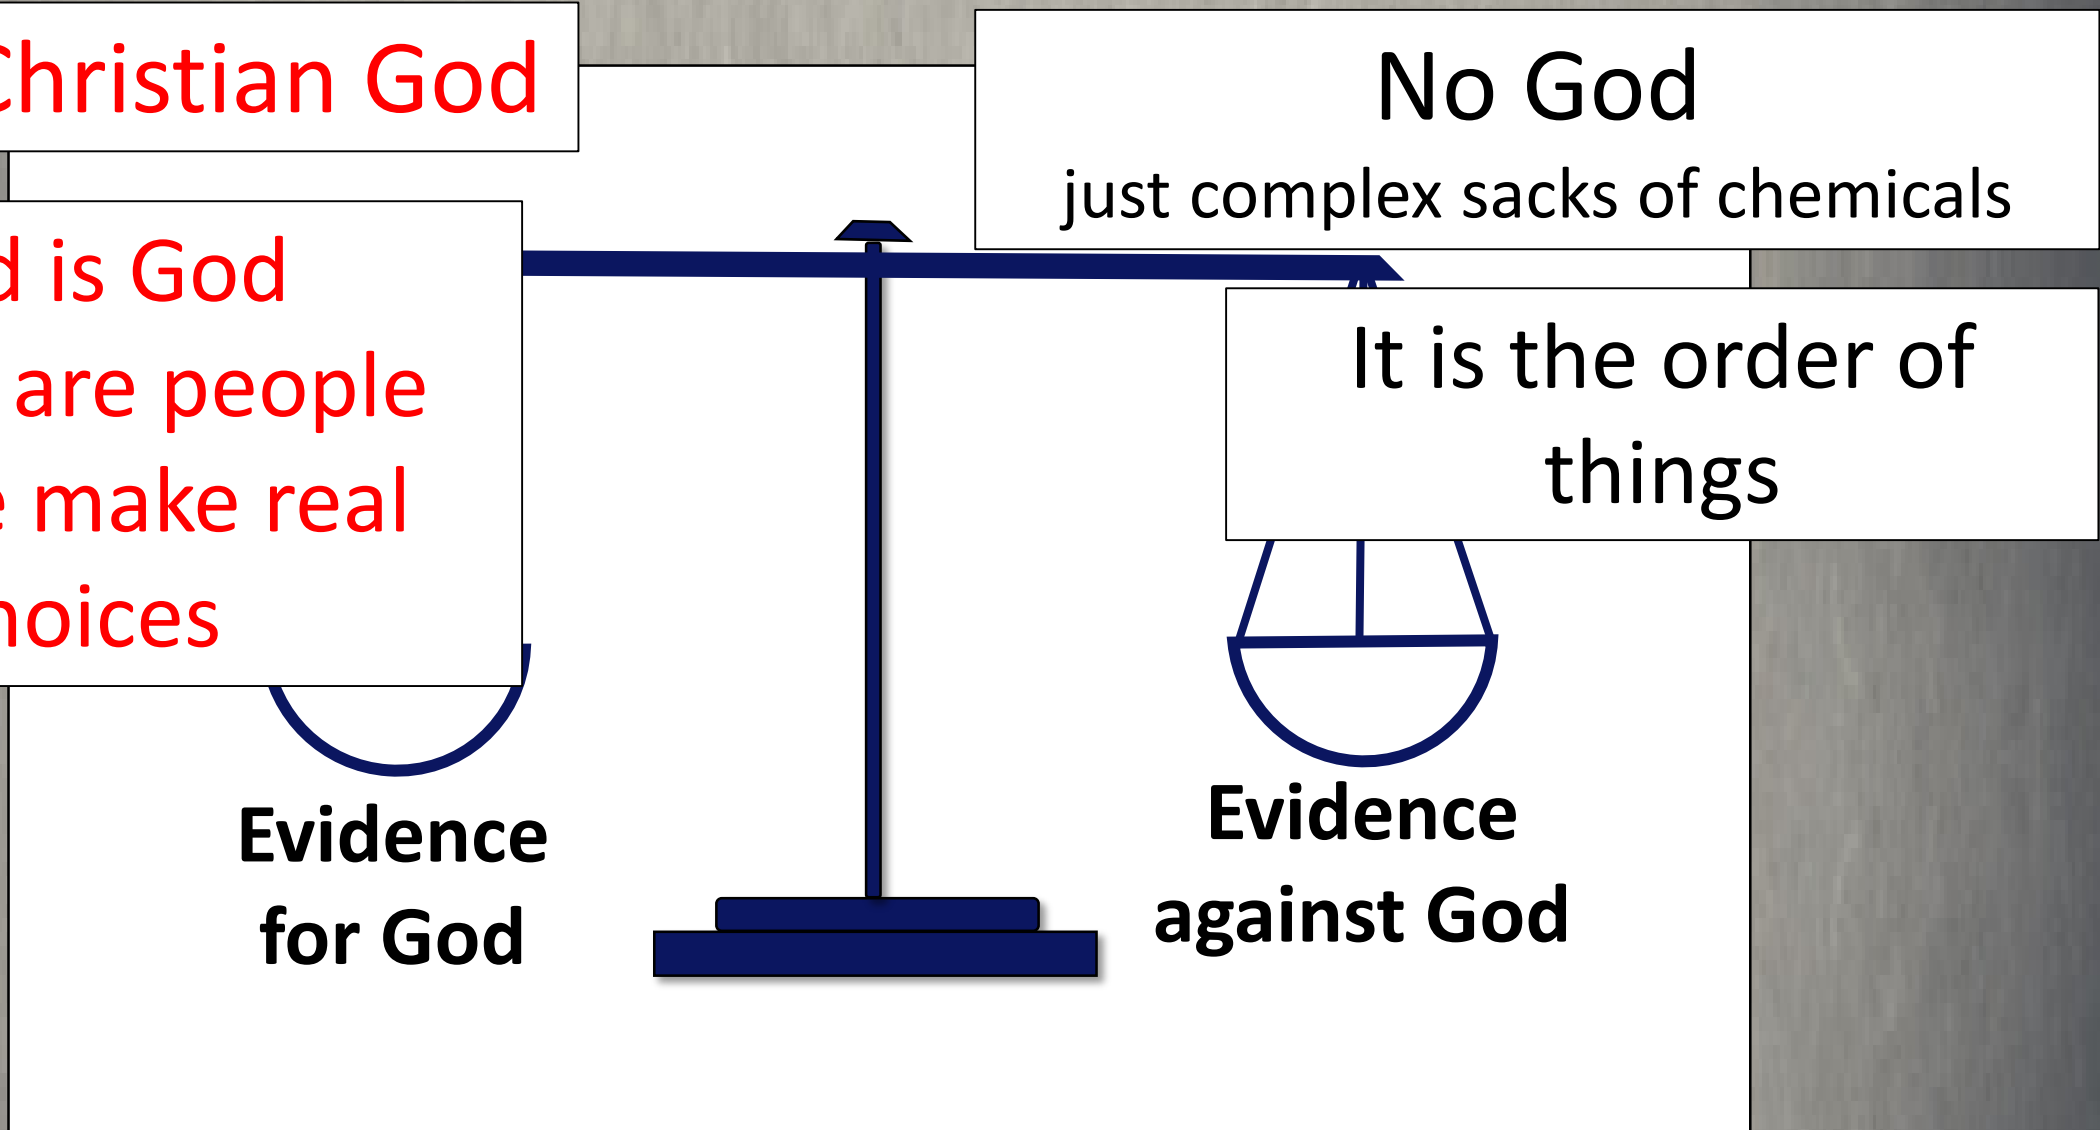 Christian God
is God
are people
make real
No God
just complex sacks of chemicals
It is the order of
things
Evidence
for God
Evidence
against God